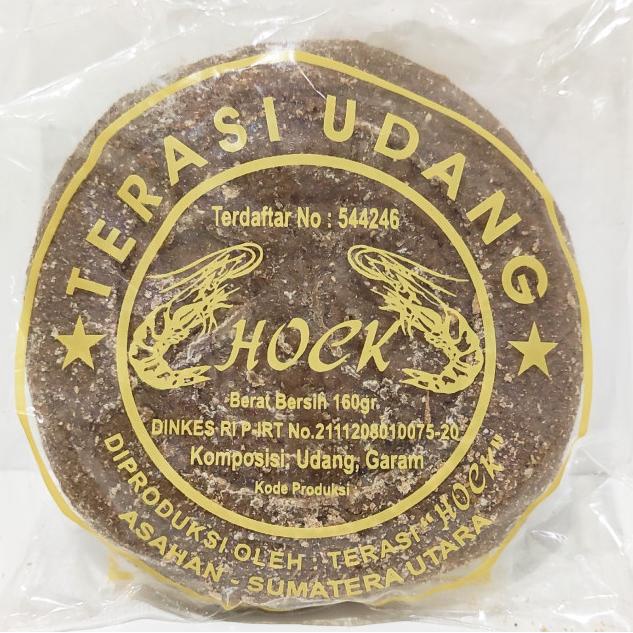 TERASI UDANG
Terdaftar No : 544246
HOCK
Berat Bersih 160gr
DINKES RI P-IRT No.2111208010075-20
Komposisi: Udang, Garam
Kode Produksi
DIPRODUKSI OLEH : TERASI "HOCK"
ASAHAN - SUMATERA UTARA